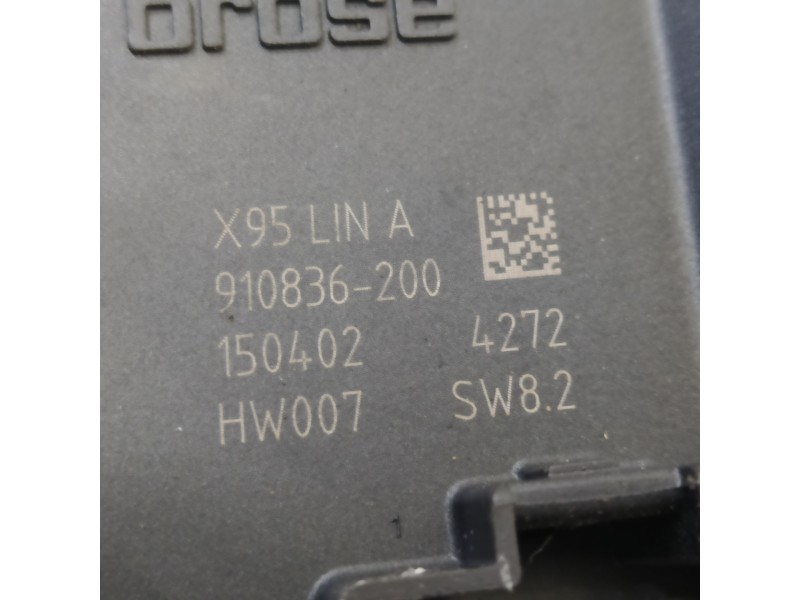 brose
X95 LIN A
910836-200
150402 4272
HW007 SW8.2